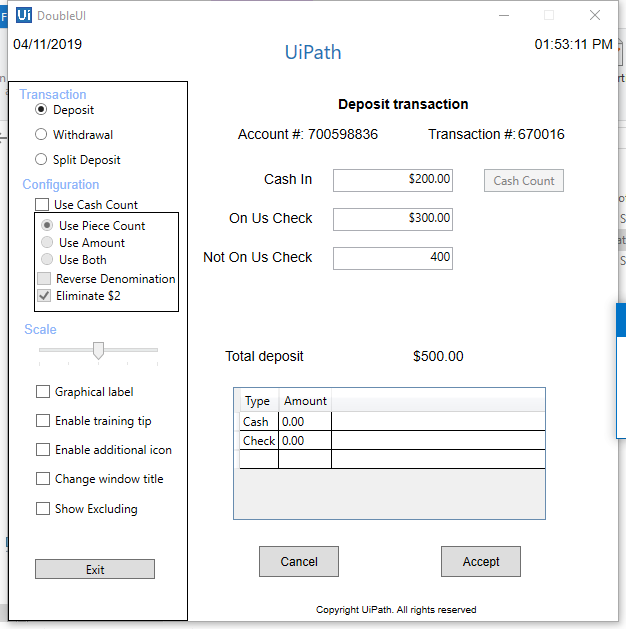 Ui DoubleUI
04/11/2019
UiPath
01:53:11 PM
Transaction
Deposit
Withdrawal
Split Deposit
Configuration
Use Cash Count
Use Piece Count
Use Amount
Use Both
Reverse Denomination
Eliminate $2
Scale
Graphical label
Enable training tip
Enable additional icon
Change window title
Show Excluding
Exit
Deposit transaction
Account #: 700598836 Transaction #: 670016
Cash In $200.00 Cash Count
On Us Check $300.00
Not On Us Check 400
Total deposit $500.00
Type Amount
Cash 0.00
Check 0.00
Cancel Accept
Copyright UiPath. All rights reserved